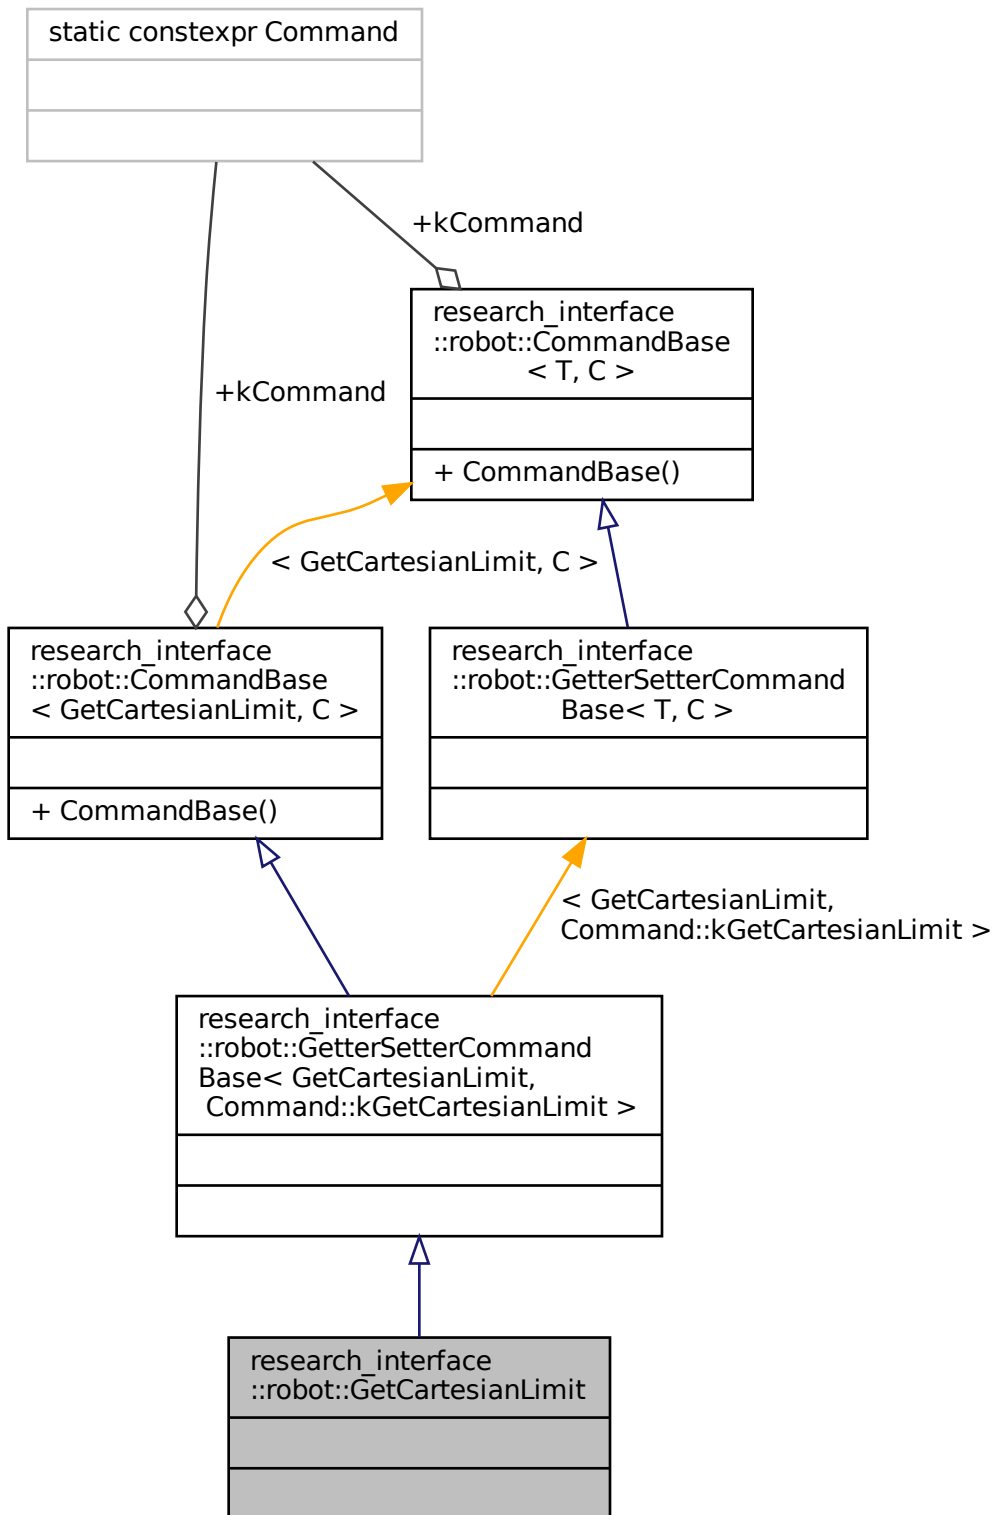 static constexpr Command
+kCommand
research_interface
::robot::CommandBase
< T, C >
+ CommandBase()
+kCommand
< GetCartesianLimit, C >
research_interface
::robot::CommandBase
< GetCartesianLimit, C >
+ CommandBase()
research_interface
::robot::GetterSetterCommand
Base< T, C >
< GetCartesianLimit,
Command::kGetCartesianLimit >
research_interface
::robot::GetterSetterCommand
Base< GetCartesianLimit,
Command::kGetCartesianLimit >
research_interface
::robot::GetCartesianLimit